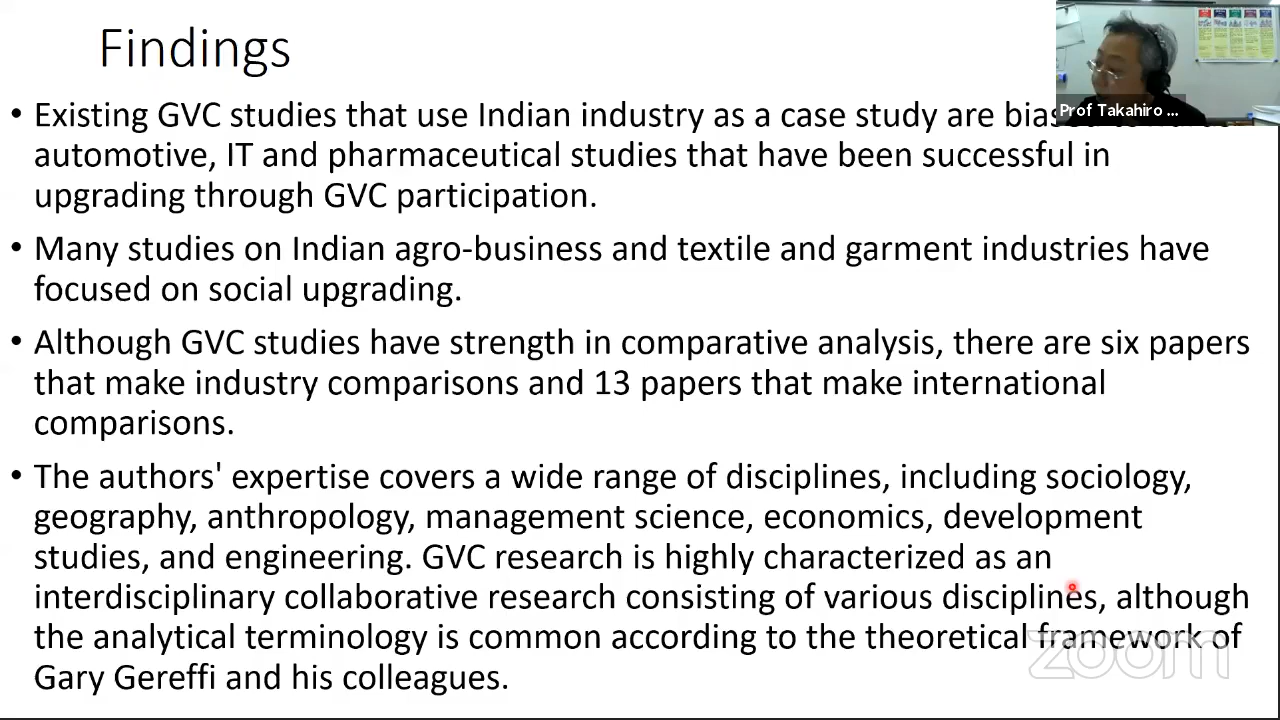 Findings
Prof Takahiro ...
• Existing GVC studies that use Indian industry as a case study are
automotive, IT and pharmaceutical studies that have been successful in
upgrading through GVC participation.
• Many studies on Indian agro-business and textile and garment industries have
focused on social upgrading.
• Although GVC studies have strength in comparative analysis, there are six papers
that make industry comparisons and 13 papers that make international
comparisons.
• The authors' expertise covers a wide range of disciplines, including sociology,
geography, anthropology, management science, economics, development
studies, and engineering. GVC research is highly characterized as an
interdisciplinary collaborative research consisting of various disciplines, although
the analytical terminology is common according to the theoretical framework of
Gary Gereffi and his colleagues.
zoom